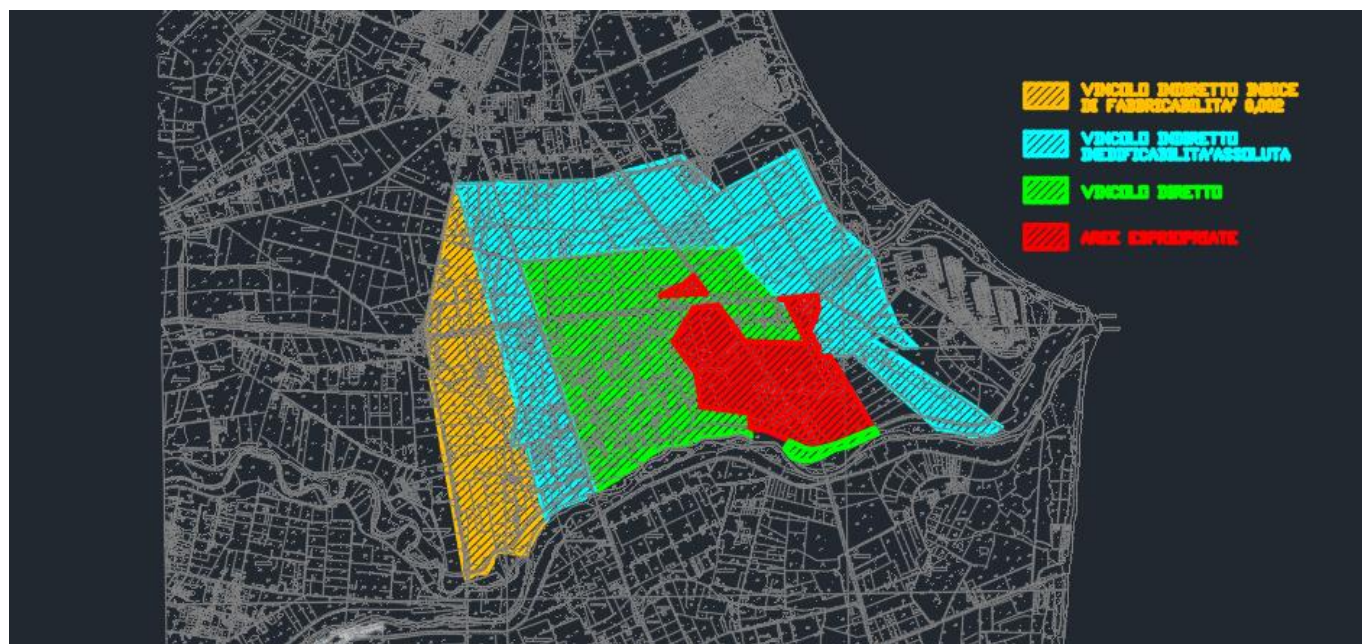 VINCOLO INDIRETTO INDICE
DI FABBRICABILITA' 0,002
VINCOLO INDIRETTO
INEDIFICABILITA'ASSOLUTA
VINCOLO DIRETTO
AREE ESPROPRIATE